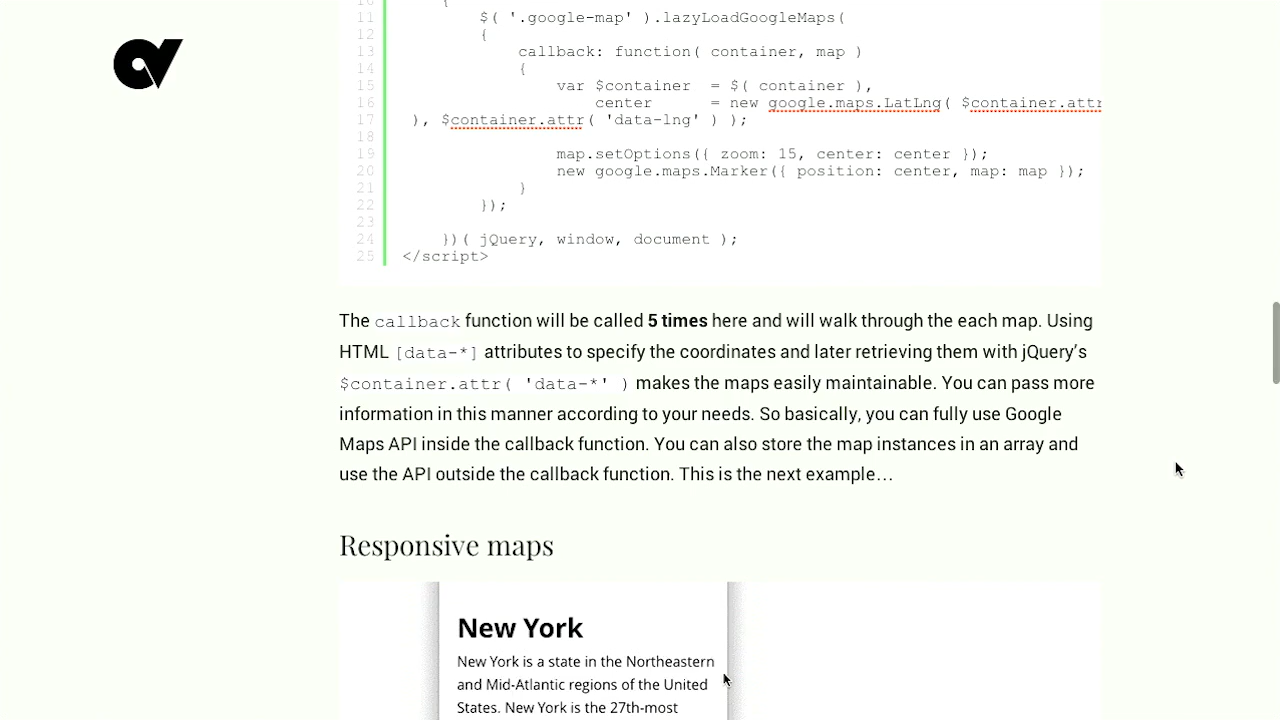 10 {
11 $( '.google-map' ).lazyLoadGoogleMaps(
12 {
13 callback: function( container, map )
14 {
15 var $container = $( container ),
16 center = new google.maps.LatLng( $container.attr
17 ), $container.attr( 'data-lng' ) );
18
19 map.setOptions({ zoom: 15, center: center });
20 new google.maps.Marker({ position: center, map: map });
21 }
22 });
23
24 })( jQuery, window, document );
25 </script>
The callback function will be called 5 times here and will walk through the each map. Using
HTML [data-*] attributes to specify the coordinates and later retrieving them with jQuery’s
$container.attr( 'data-*' ) makes the maps easily maintainable. You can pass more
information in this manner according to your needs. So basically, you can fully use Google
Maps API inside the callback function. You can also store the map instances in an array and
use the API outside the callback function. This is the next example…
Responsive maps
New York
New York is a state in the Northeastern
and Mid-Atlantic regions of the United
States. New York is the 27th-most